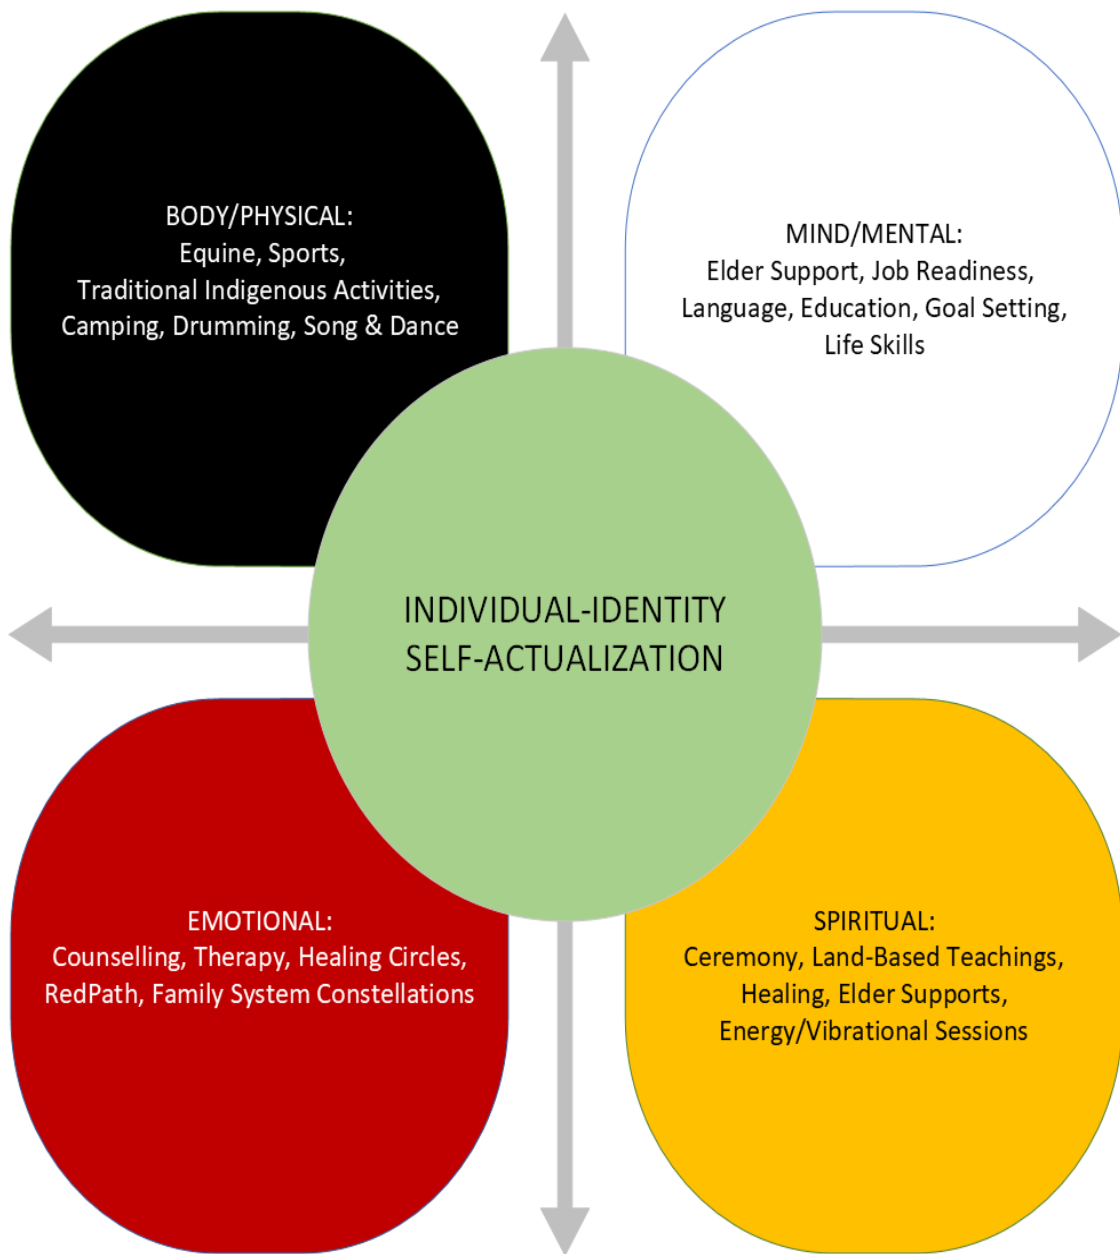 BODY/PHYSICAL:
Equine, Sports,
Traditional Indigenous Activities,
Camping, Drumming, Song & Dance
MIND/MENTAL:
Elder Support, Job Readiness,
Language, Education, Goal Setting,
Life Skills
INDIVIDUAL-IDENTITY
SELF-ACTUALIZATION
EMOTIONAL:
Counselling, Therapy, Healing Circles,
RedPath, Family System Constellations
SPIRITUAL:
Ceremony, Land-Based Teachings,
Healing, Elder Supports,
Energy/Vibrational Sessions